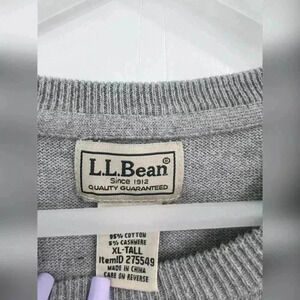 L.L.Bean®
Since 1912
QUALITY GUARANTEED
95% COTTON
5% CASHMERE
XL-TALL
ItemID 275549
MADE IN CHINA
CARE ON REVERSE